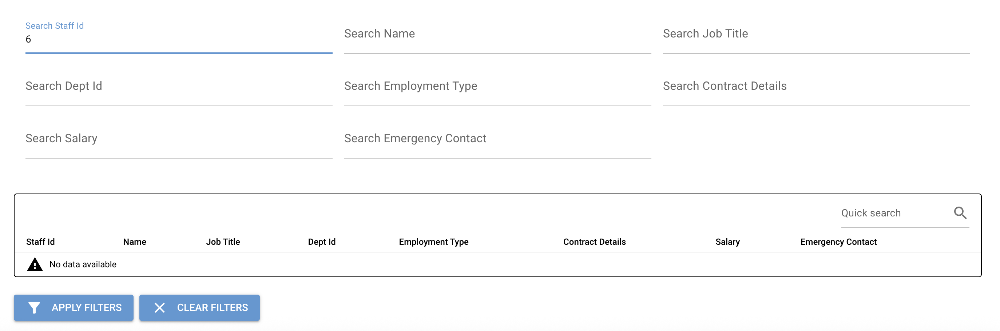 Search Staff Id
6
Search Name
Search Job Title
Search Dept Id
Search Employment Type
Search Contract Details
Search Salary
Search Emergency Contact
Quick search
Staff Id Name Job Title Dept Id Employment Type Contract Details Salary Emergency Contact
No data available
APPLY FILTERS
CLEAR FILTERS